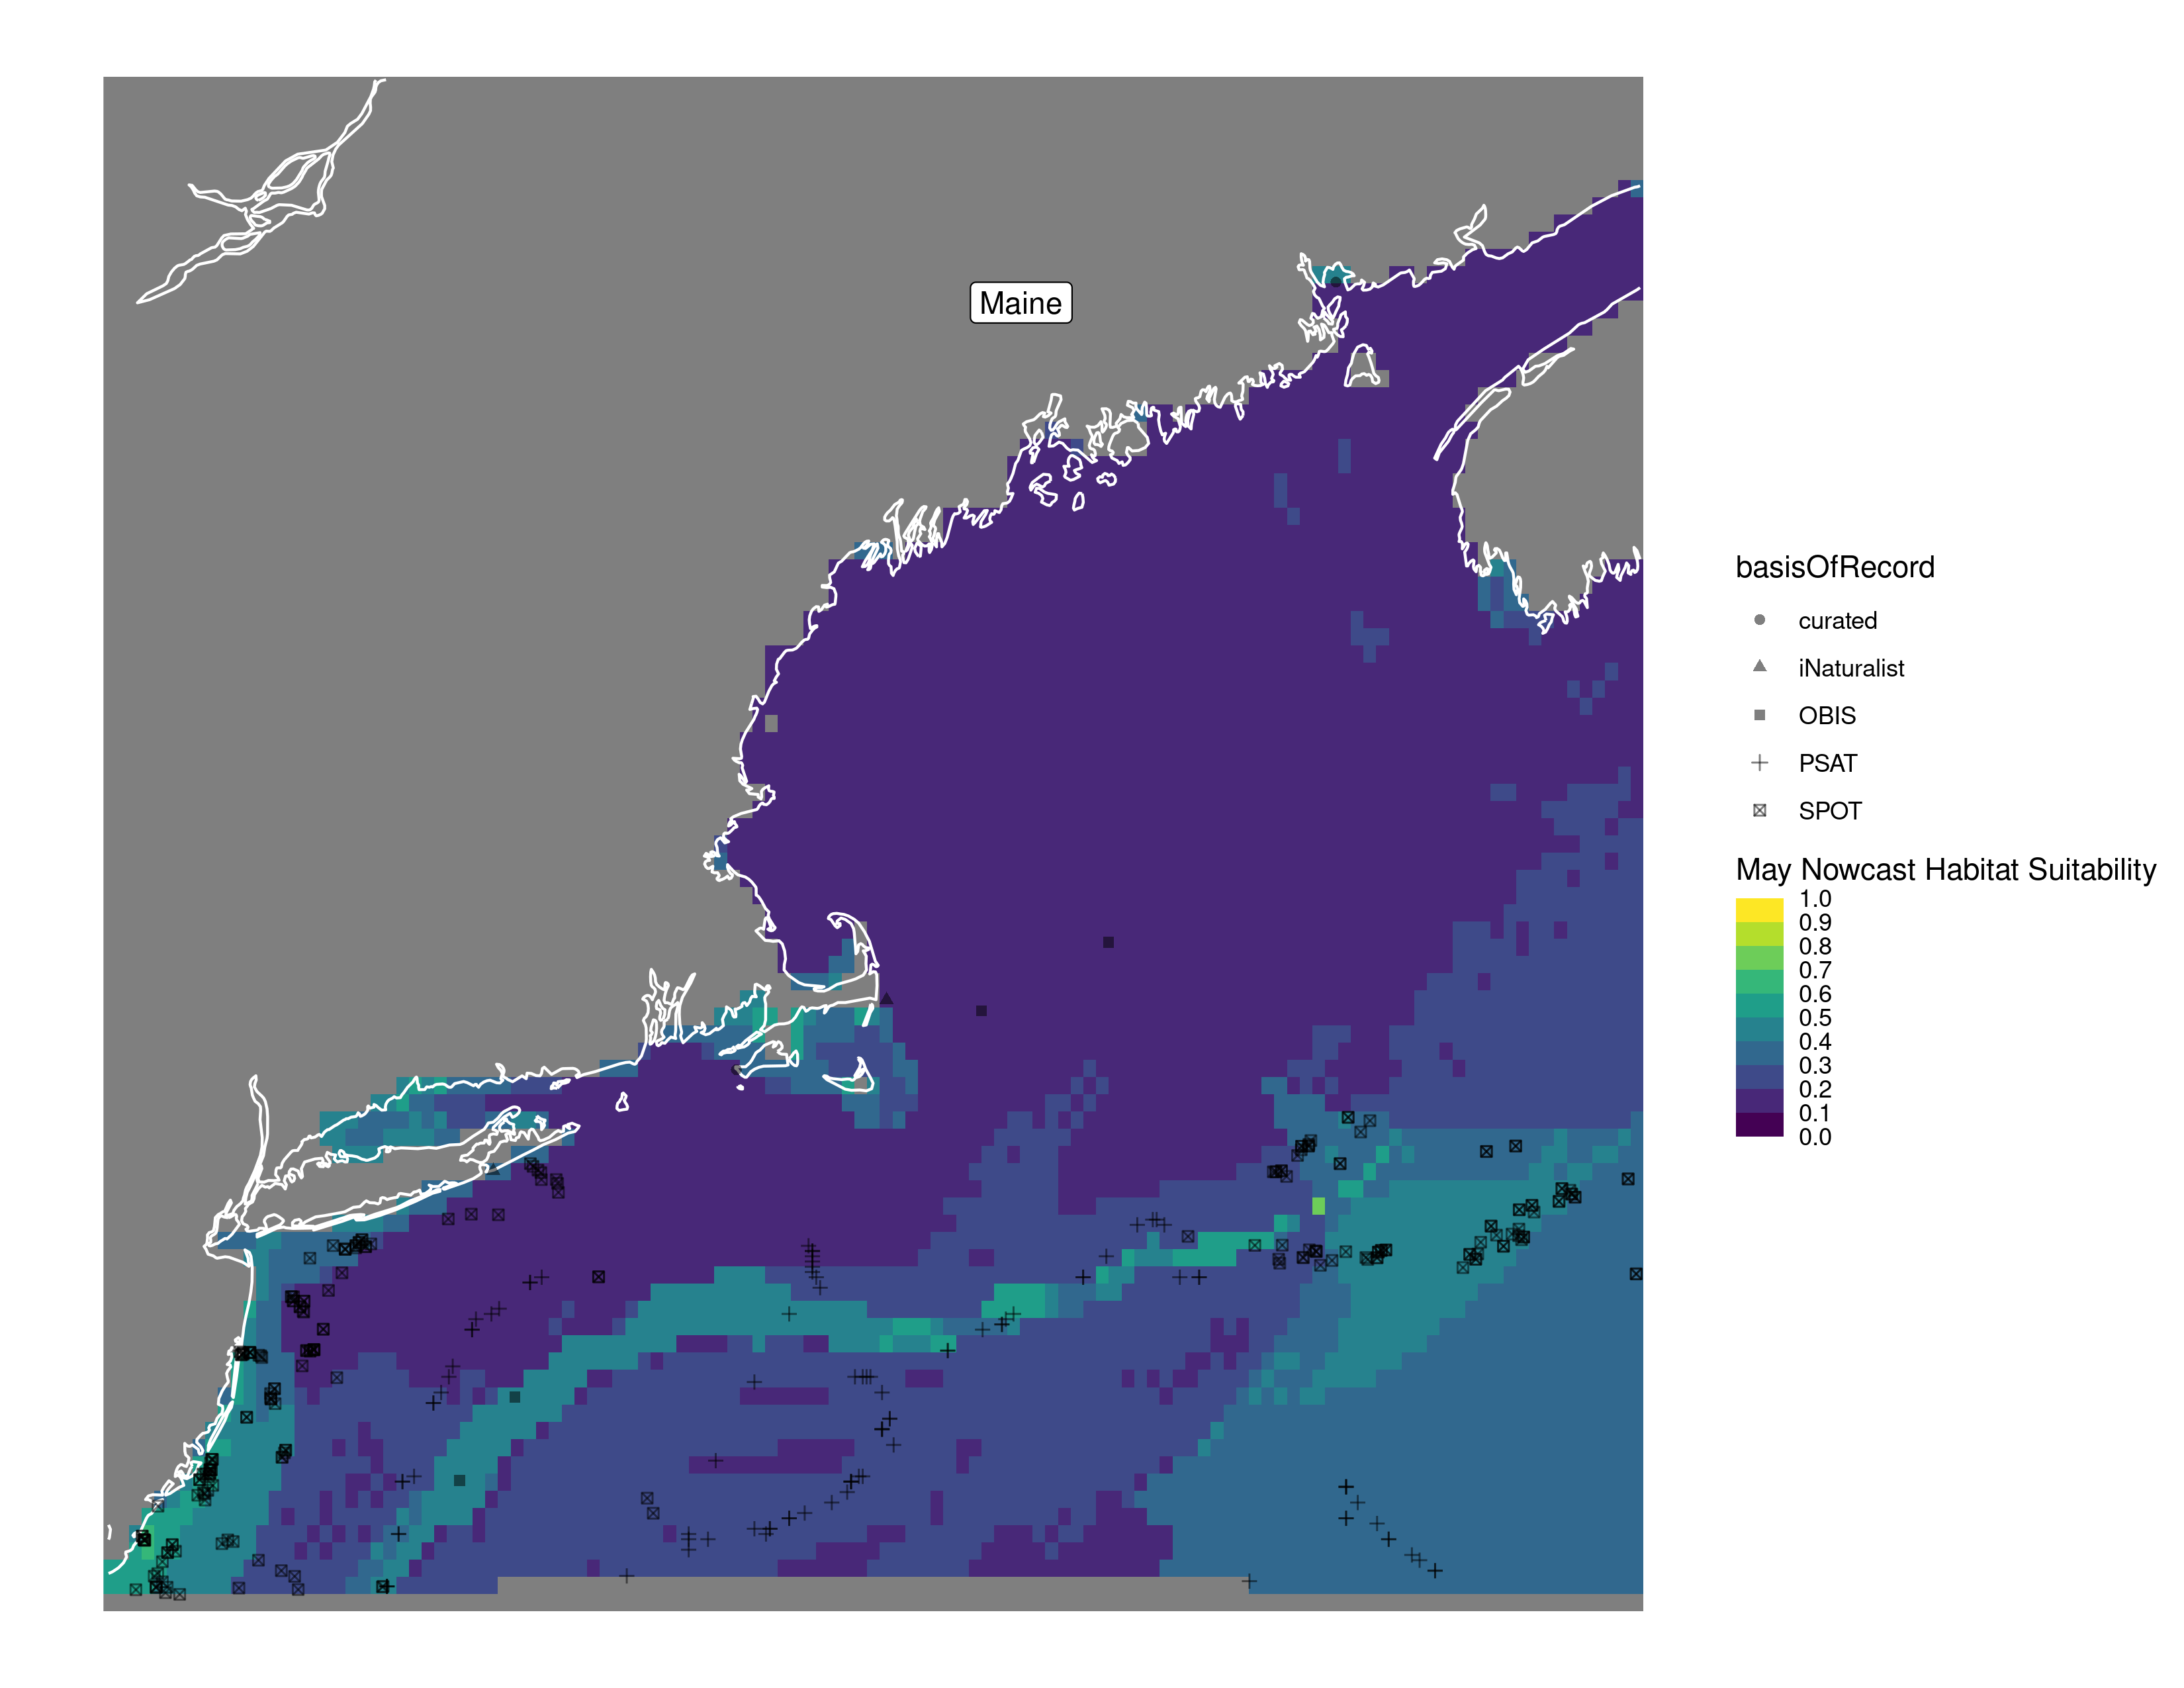 Maine
basisOfRecord
curated
iNaturalist
OBIS
PSAT
SPOT
May Nowcast Habitat Suitability
1.0
0.9
0.8
0.7
0.6
0.5
0.4
0.3
0.2
0.1
0.0